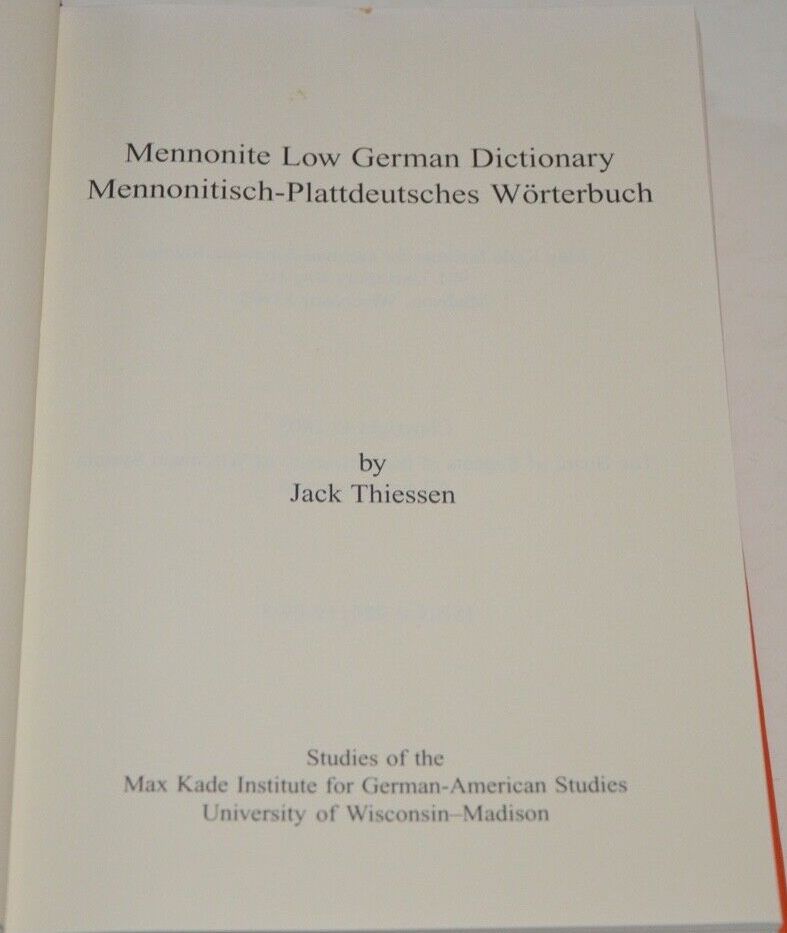 Mennonite Low German Dictionary
Mennonitisch-Plattdeutsches Wörterbuch
by
Jack Thiessen
Studies of the
Max Kade Institute for German-American Studies
University of Wisconsin–Madison